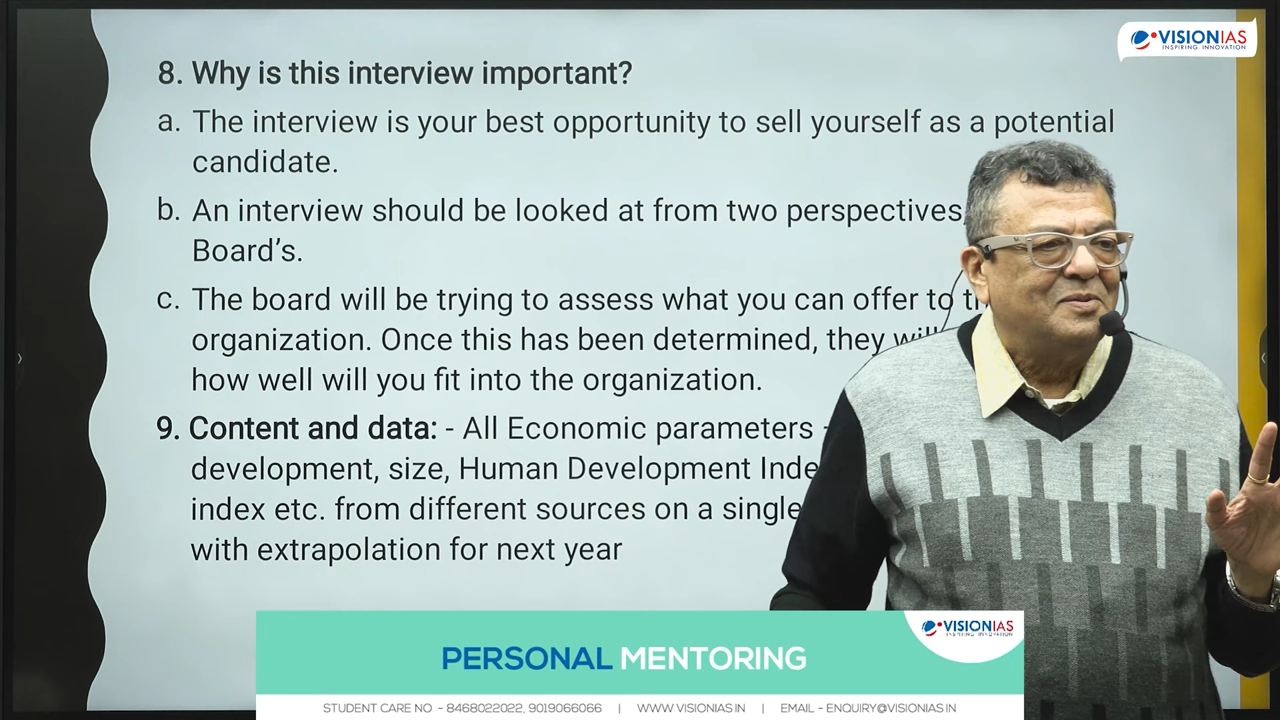 VISIONIAS
INSPIRING INNOVATION
8. Why is this interview important?
a. The interview is your best opportunity to sell yourself as a potential
candidate.
b. An interview should be looked at from two perspectives,
Board's.
c. The board will be trying to assess what you can offer to
organization. Once this has been determined, they will
how well will you fit into the organization.
9. Content and data: - All Economic parameters -
development, size, Human Development
index etc. from different sources on a single
with extrapolation for next year
VISIONIAS
INSPIRING INNOVATION
PERSONAL MENTORING
STUDENT CARE NO - 8468022022, 9019066066 | WWW VISIONIAS.IN | EMAIL - ENQUIRY@VISIONIAS.IN